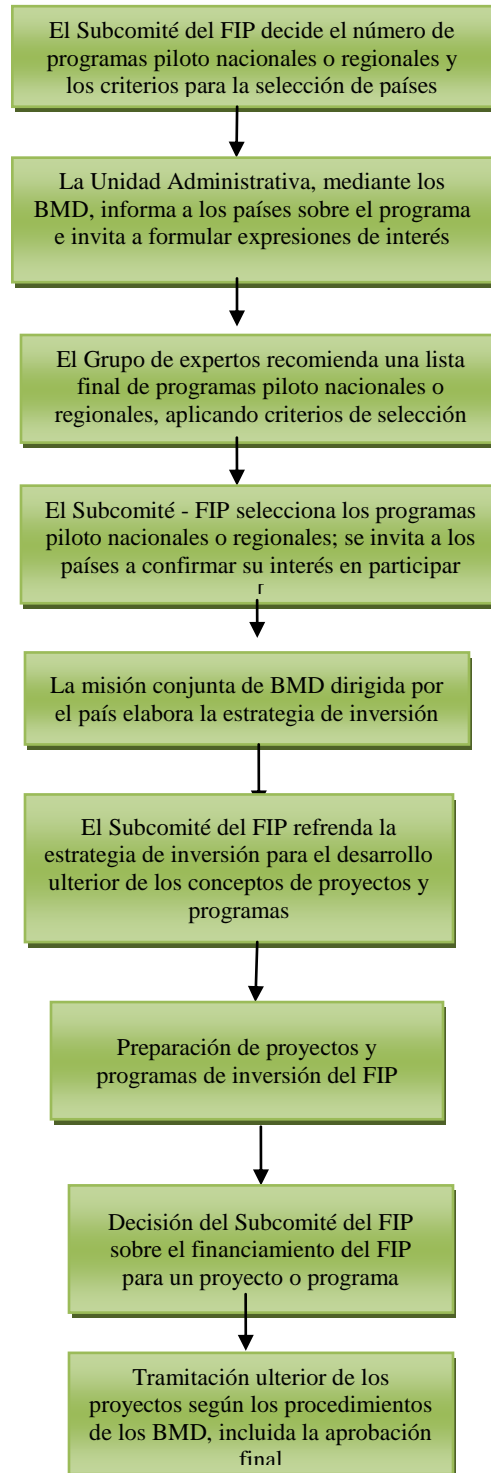 El Subcomité del FIP decide el número de
programas piloto nacionales o regionales y
los criterios para la selección de países
La Unidad Administrativa, mediante los
BMD, informa a los países sobre el programa
e invita a formular expresiones de interés
El Grupo de expertos recomienda una lista
final de programas piloto nacionales o
regionales, aplicando criterios de selección
El Subcomité - FIP selecciona los programas
piloto nacionales o regionales; se invita a los
países a confirmar su interés en participar
La misión conjunta de BMD dirigida por
el país elabora la estrategia de inversión
El Subcomité del FIP refrenda la
estrategia de inversión para el desarrollo
ulterior de los conceptos de proyectos y
programas
Preparación de proyectos y
programas de inversión del FIP
Decisión del Subcomité del FIP
sobre el financiamiento del FIP
para un proyecto o programa
Tramitación ulterior de los
proyectos según los procedimientos
de los BMD, incluida la aprobación
final